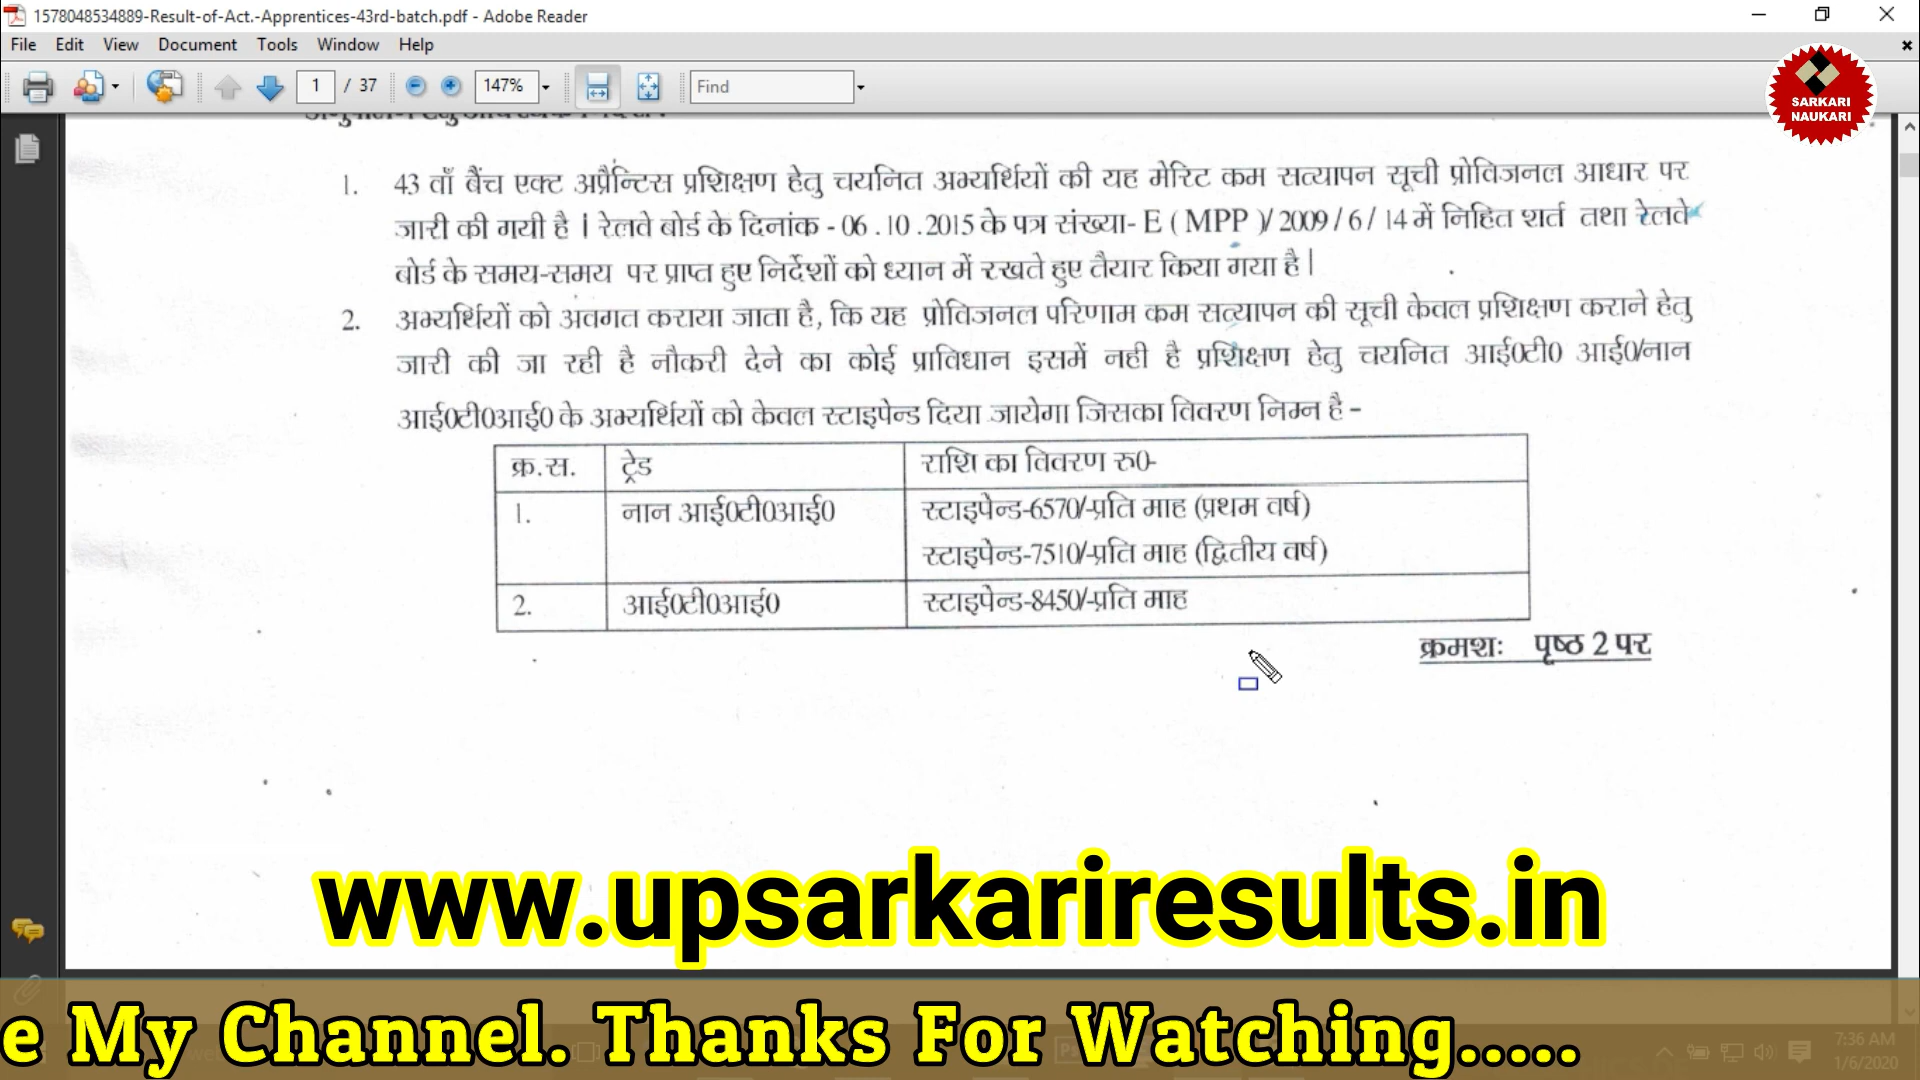 1578048534889-Result-of-Act.-Apprentices-43rd-batch.pdf - Adobe Reader
File Edit View Document Tools Window Help
1 / 37 147% Find
SARKARI
NAUKARI
1. 43 वॉ बैंच एक्ट अप्रैन्टिस प्रशिक्षण हेतु चयनित अभ्यर्थियों की यह मेरिट कम सत्यापन सूची प्रोविजनल आधार पर
जारी की गयी है । रेलवे बोर्ड के दिनांक - 06 . 10 . 2015 के पत्र संख्या- E ( MPP )/ 2009 / 6 / 14 में निहित शर्त तथा रेलवे
बोर्ड के समय-समय पर प्राप्त हुए निर्देशों को ध्यान में रखते हुए तैयार किया गया है ।
2. अभ्यर्थियों को अवगत कराया जाता है, कि यह प्रोविजनल परिणाम कम सत्यापन की सूची केवल प्रशिक्षण कराने हेतु
जारी की जा रही है नौकरी देने का कोई प्राविधान इसमें नही है प्रशिक्षण हेतु चयनित आई0टी0 आई0/नान
आई0टी0आई0 के अभ्यर्थियों को केवल स्टाइपेन्ड दिया जायेगा जिसका विवरण निम्न है -
क्र.स. ट्रेड राशि का विवरण रु0-
1. नान आई0टी0आई0 स्टाइपेन्ड-6570/-प्रति माह (प्रथम वर्ष)
स्टाइपेन्ड-7510/-प्रति माह (द्वितीय वर्ष)
2. आई0टी0आई0 स्टाइपेन्ड-8450/-प्रति माह
क्रमशः पृष्ठ 2 पर
www.upsarkariresults.in
e My Channel. Thanks For Watching.....
7:36 AM
1/6/2020